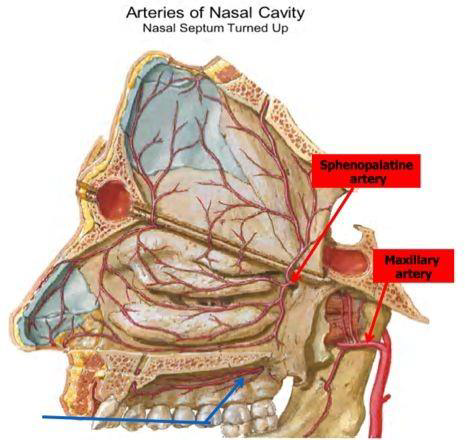 Arteries of Nasal Cavity
Nasal Septum Turned Up
Sphenopalatine
artery
Maxillary
artery